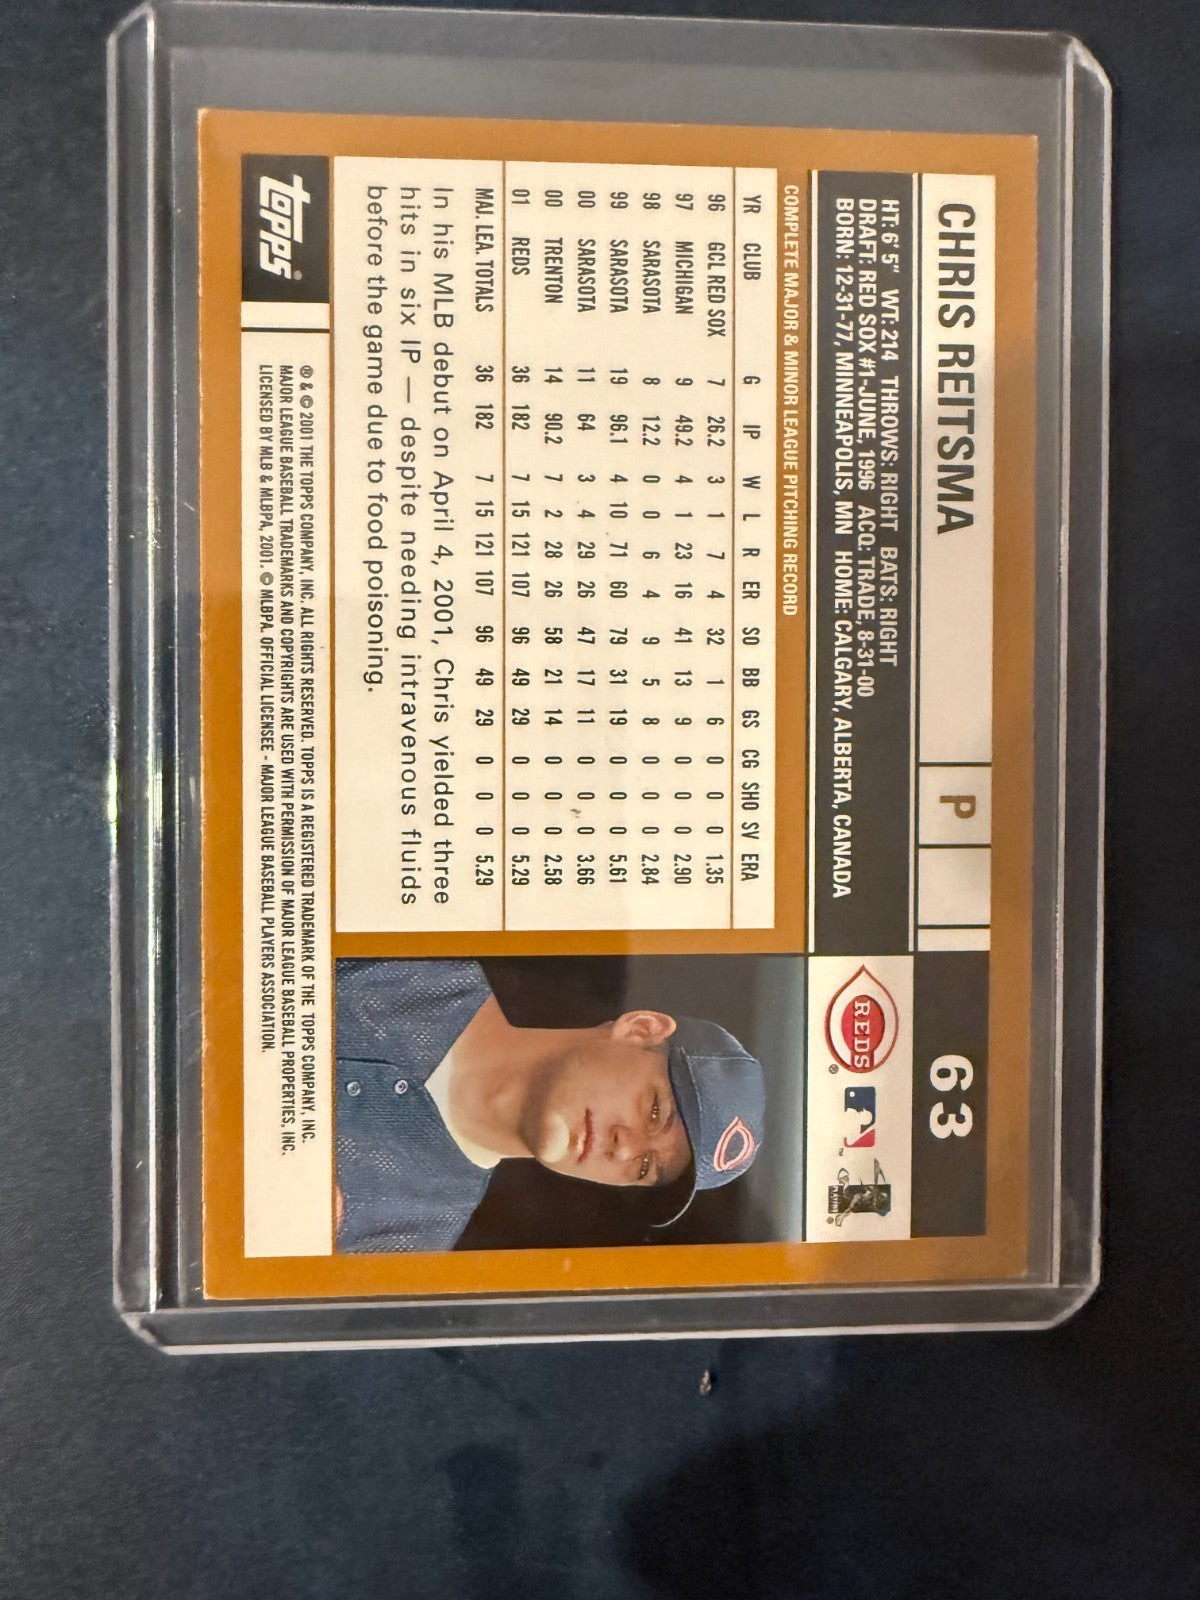 CHRIS REITSMA P 63
HT: 6' 5" WT: 214 THROWS: RIGHT BATS: RIGHT
DRAFT: RED SOX #1-JUNE, 1996 ACQ: TRADE, 8-31-00
BORN: 12-31-77, MINNEAPOLIS, MN HOME: CALGARY, ALBERTA, CANADA
REDS ®
™
®
COMPLETE MAJOR & MINOR LEAGUE PITCHING RECORD
YR CLUB G IP W L R ER SO BB GS CG SHO SV ERA
96 GCL RED SOX 7 26.2 3 1 7 4 32 1 6 0 0 0 1.35
97 MICHIGAN 9 49.2 4 1 23 16 41 13 9 0 0 0 2.90
98 SARASOTA 8 12.2 0 0 6 4 9 5 8 0 0 0 2.84
99 SARASOTA 19 96.1 4 10 71 60 79 31 19 0 0 0 5.61
00 SARASOTA 11 64 3 4 29 26 47 17 11 0 0 0 3.66
00 TRENTON 14 90.2 7 2 28 26 58 21 14 0 0 0 2.58
01 REDS 36 182 7 15 121 107 96 49 29 0 0 0 5.29
MAJ. LEA. TOTALS 36 182 7 15 121 107 96 49 29 0 0 0 5.29
In his MLB debut on April 4, 2001, Chris yielded three
hits in six IP — despite needing intravenous fluids
before the game due to food poisoning.
topps®
® & © 2001 THE TOPPS COMPANY, INC. ALL RIGHTS RESERVED. TOPPS IS A REGISTERED TRADEMARK OF THE TOPPS COMPANY, INC.
MAJOR LEAGUE BASEBALL TRADEMARKS AND COPYRIGHTS ARE USED WITH PERMISSION OF MAJOR LEAGUE BASEBALL PROPERTIES, INC.
LICENSED BY MLB & MLBPA, 2001. © MLBPA. OFFICIAL LICENSEE - MAJOR LEAGUE BASEBALL PLAYERS ASSOCIATION.